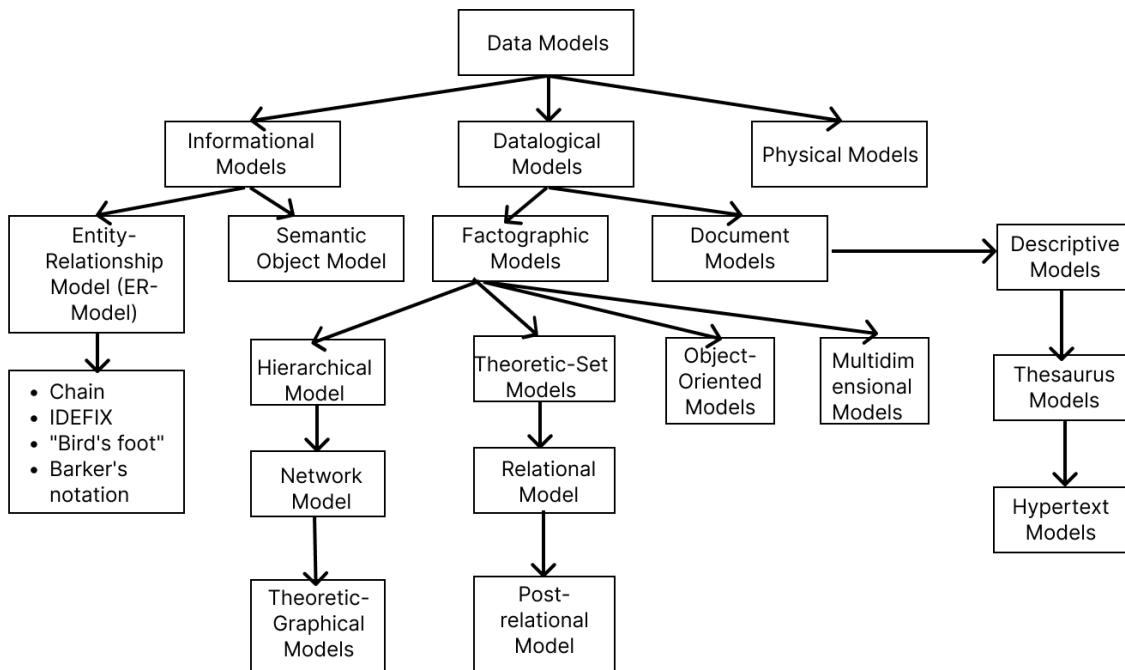 Data Models
Informational
Models
Datalogical
Models
Physical Models
Entity-
Relationship
Model (ER-
Model)
Semantic
Object Model
Factographic
Models
Document
Models
Descriptive
Models
Hierarchical
Model
Theoretic-Set
Models
Object-
Oriented
Models
Multidim
ensional
Models
Thesaurus
Models
• Chain
• IDEFIX
• "Bird's foot"
• Barker's
notation
Network
Model
Relational
Model
Hypertext
Models
Theoretic-
Graphical
Models
Post-
relational
Model